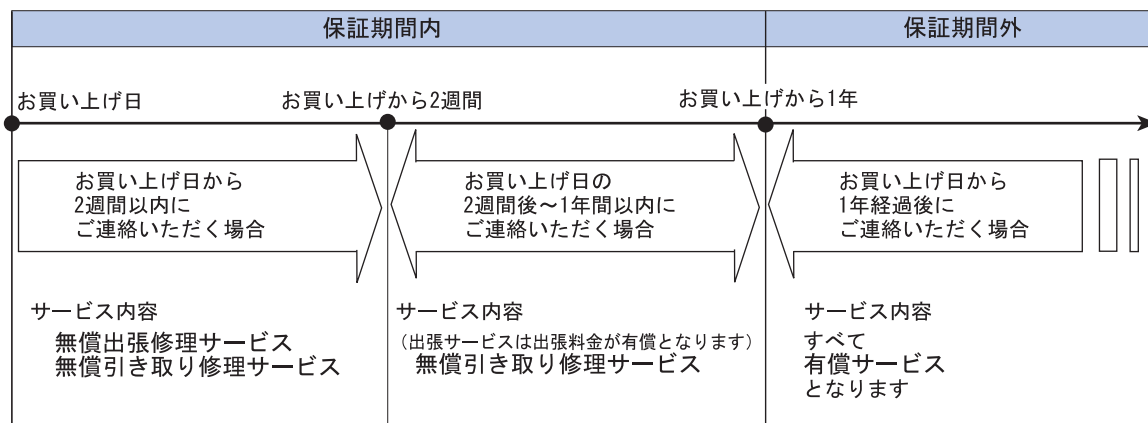 保証期間内
保証期間外
お買い上げ日
お買い上げから2週間
お買い上げから1年
お買い上げ日から
2週間以内に
ご連絡いただく場合
お買い上げ日の
2週間後～1年間以内に
ご連絡いただく場合
お買い上げ日から
1年経過後に
ご連絡いただく場合
サービス内容
無償出張修理サービス
無償引き取り修理サービス
サービス内容
（出張サービスは出張料金が有償となります）
無償引き取り修理サービス
サービス内容
すべて
有償サービス
となります